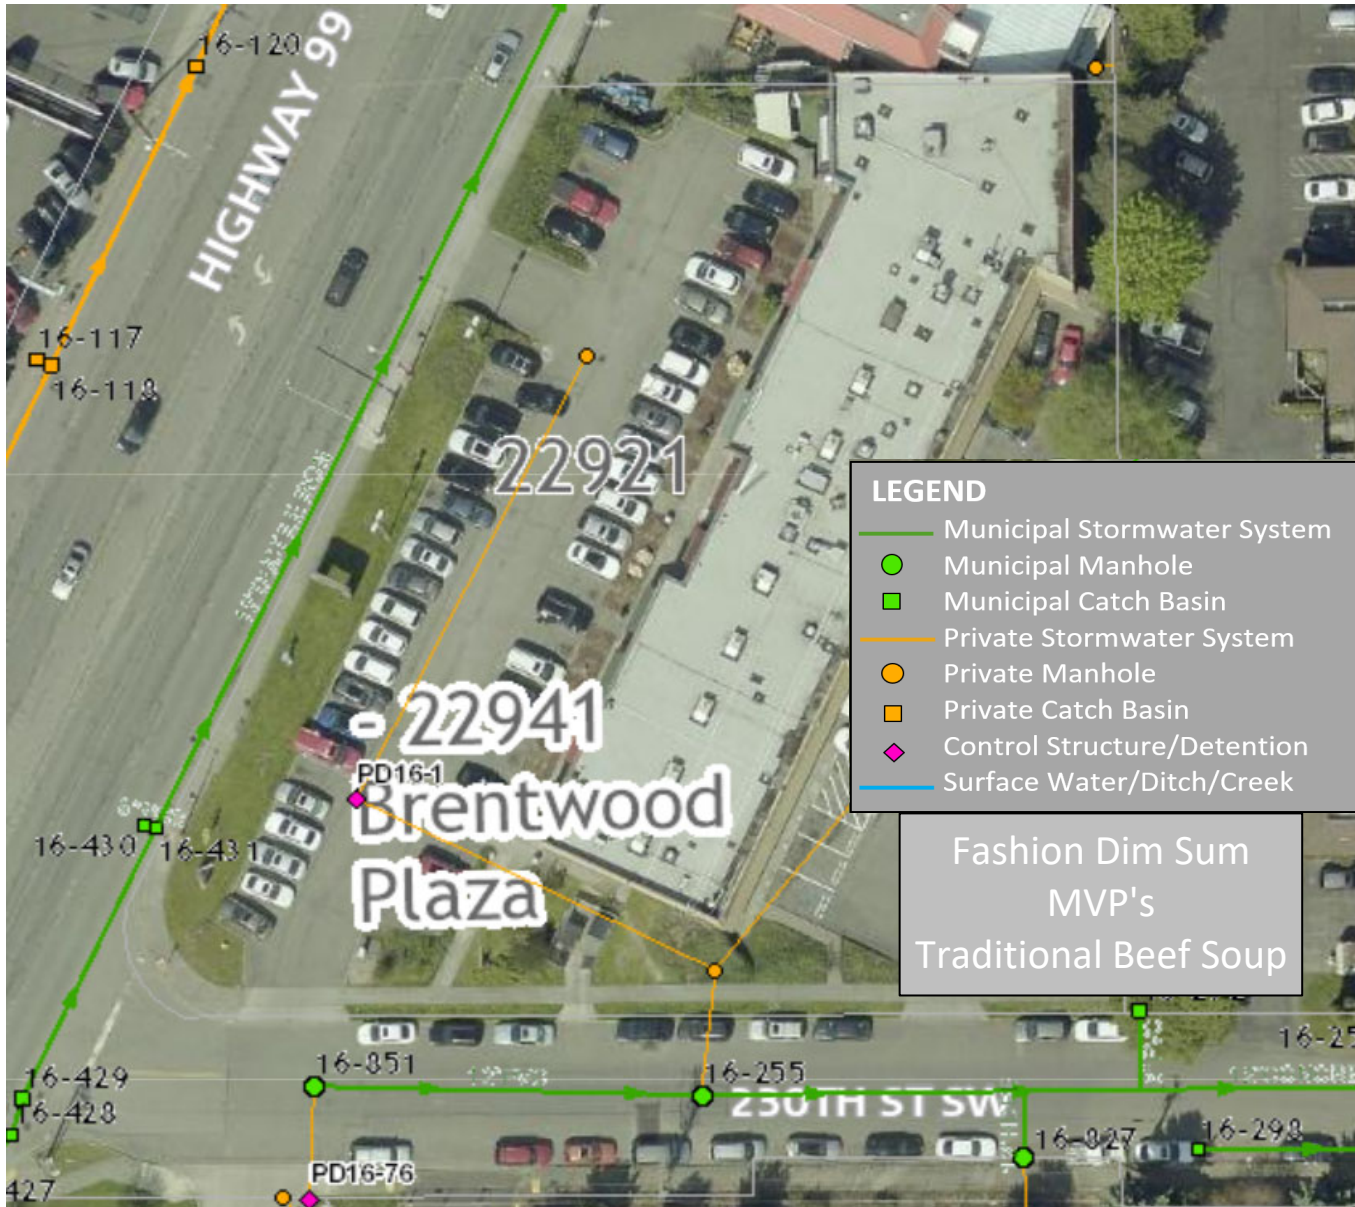 16-120
HIGHWAY 99
16-117
16-118
22921
LEGEND
Municipal Stormwater System
Municipal Manhole
Municipal Catch Basin
Private Stormwater System
Private Manhole
Private Catch Basin
Control Structure/Detention
Surface Water/Ditch/Creek
- 22941
PD16-1
Brentwood
Plaza
16-430
16-431
Fashion Dim Sum
MVP's
Traditional Beef Soup
16-25
16-851
16-429
16-255
16-428
230TH ST SW
16-827
16-298
PD16-76
427